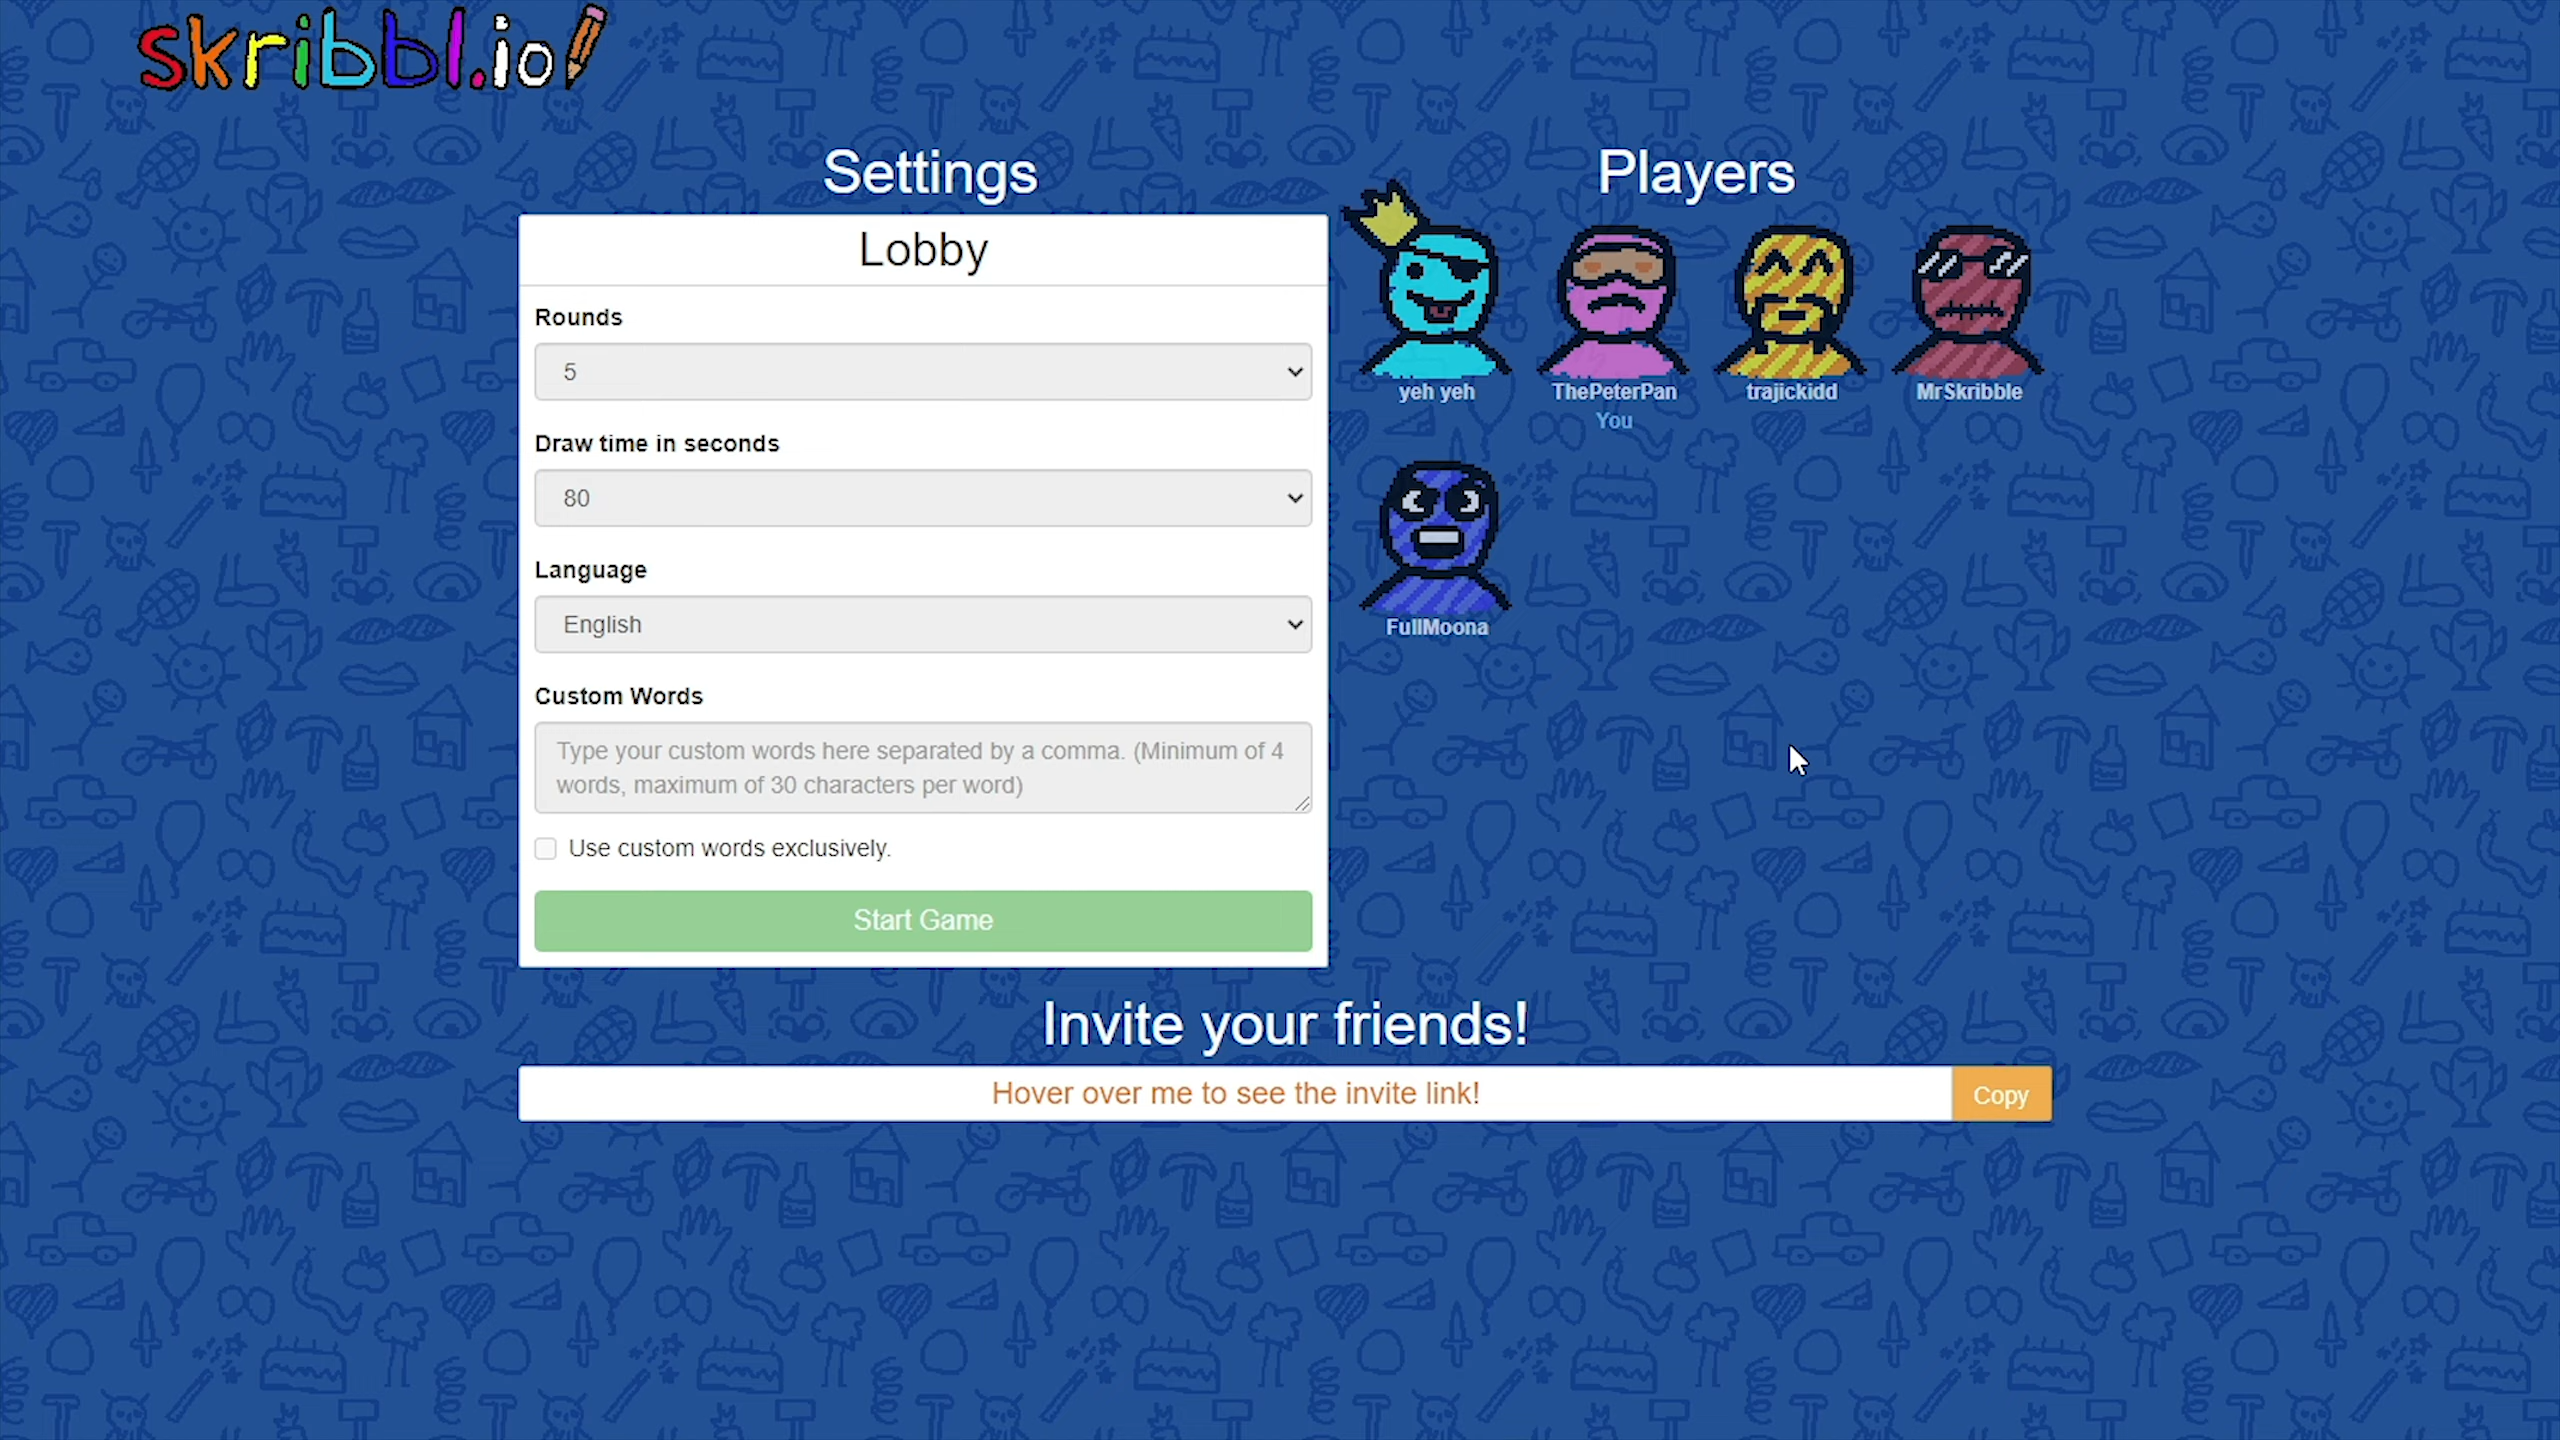 skribbl.io
Settings
Players
Lobby
Rounds
5
Draw time in seconds
80
Language
English
Custom Words
Type your custom words here separated by a comma. (Minimum of 4
words, maximum of 30 characters per word)
Use custom words exclusively.
Start Game
yeh yeh
ThePeterPan
You
trajickidd
MrSkribble
FullMoona
Invite your friends!
Hover over me to see the invite link!
Copy